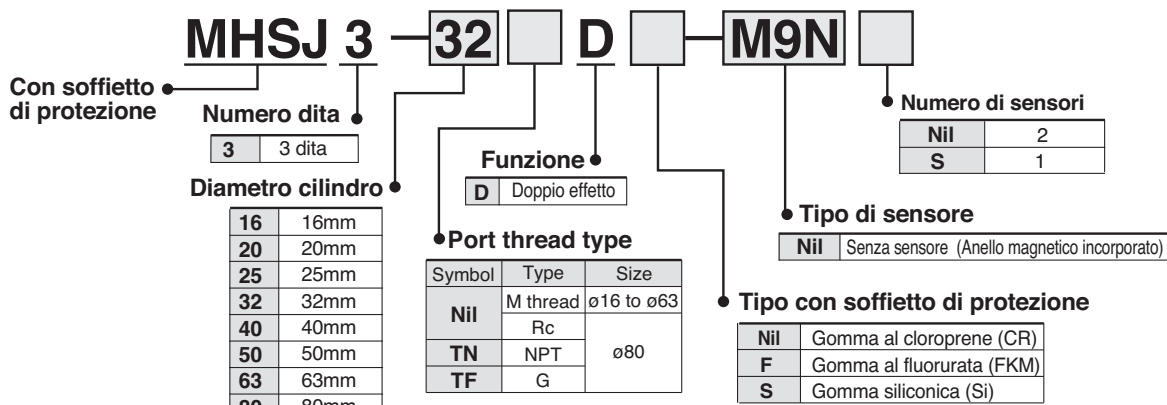 MHSJ 3 — 32 D — M9N
Con soffietto
di protezione
Numero dita
3 3 dita
Diametro cilindro
16 16mm
20 20mm
25 25mm
32 32mm
40 40mm
50 50mm
63 63mm
80 80mm
Funzione
D Doppio effetto
Port thread type
Symbol Type Size
Nil M thread ø16 to ø63
Rc ø80
TN NPT
TF G
Numero di sensori
Nil 2
S 1
Tipo di sensore
Nil Senza sensore (Anello magnetico incorporato)
Tipo con soffietto di protezione
Nil Gomma al cloroprene (CR)
F Gomma al fluorurata (FKM)
S Gomma siliconica (Si)